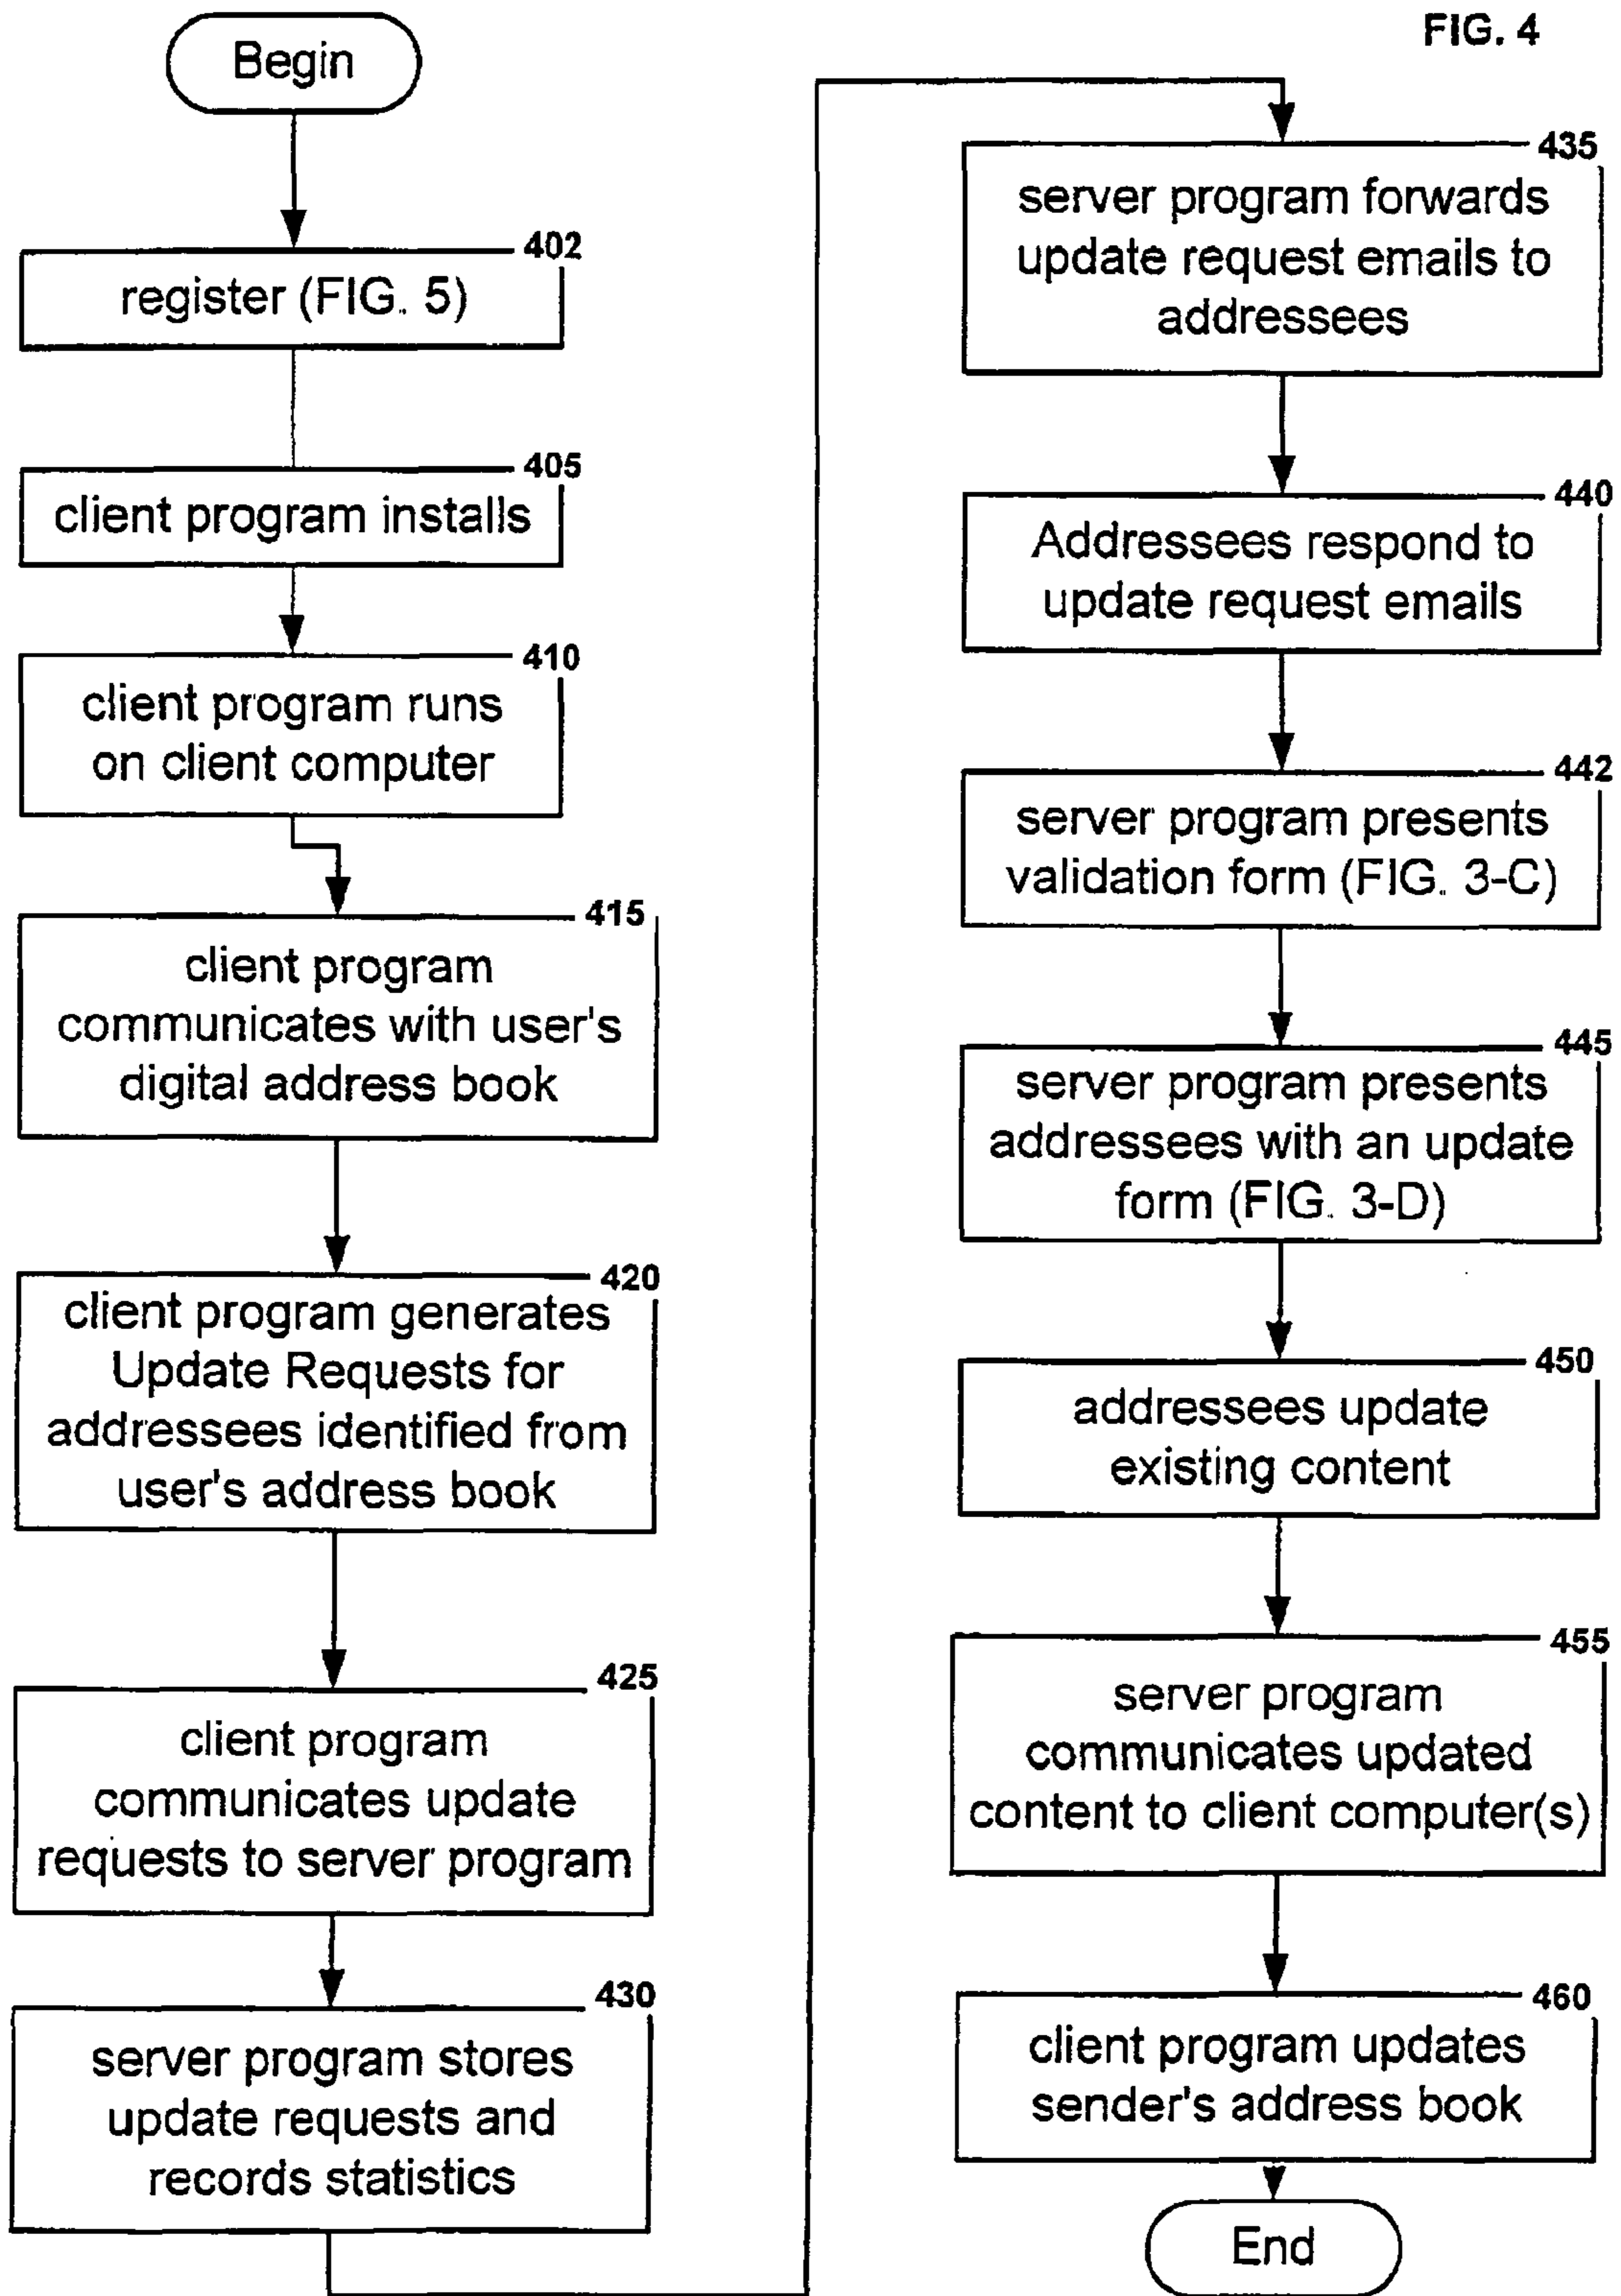 FIG. 4
Begin
402
register (FIG. 5)
405
client program installs
410
client program runs
on client computer
415
client program
communicates with user's
digital address book
420
client program generates
Update Requests for
addressees identified from
user's address book
425
client program
communicates update
requests to server program
430
server program stores
update requests and
records statistics
435
server program forwards
update request emails to
addressees
440
Addressees respond to
update request emails
442
server program presents
validation form (FIG. 3-C)
445
server program presents
addressees with an update
form (FIG. 3-D)
450
addressees update
existing content
455
server program
communicates updated
content to client computer(s)
460
client program updates
sender's address book
End